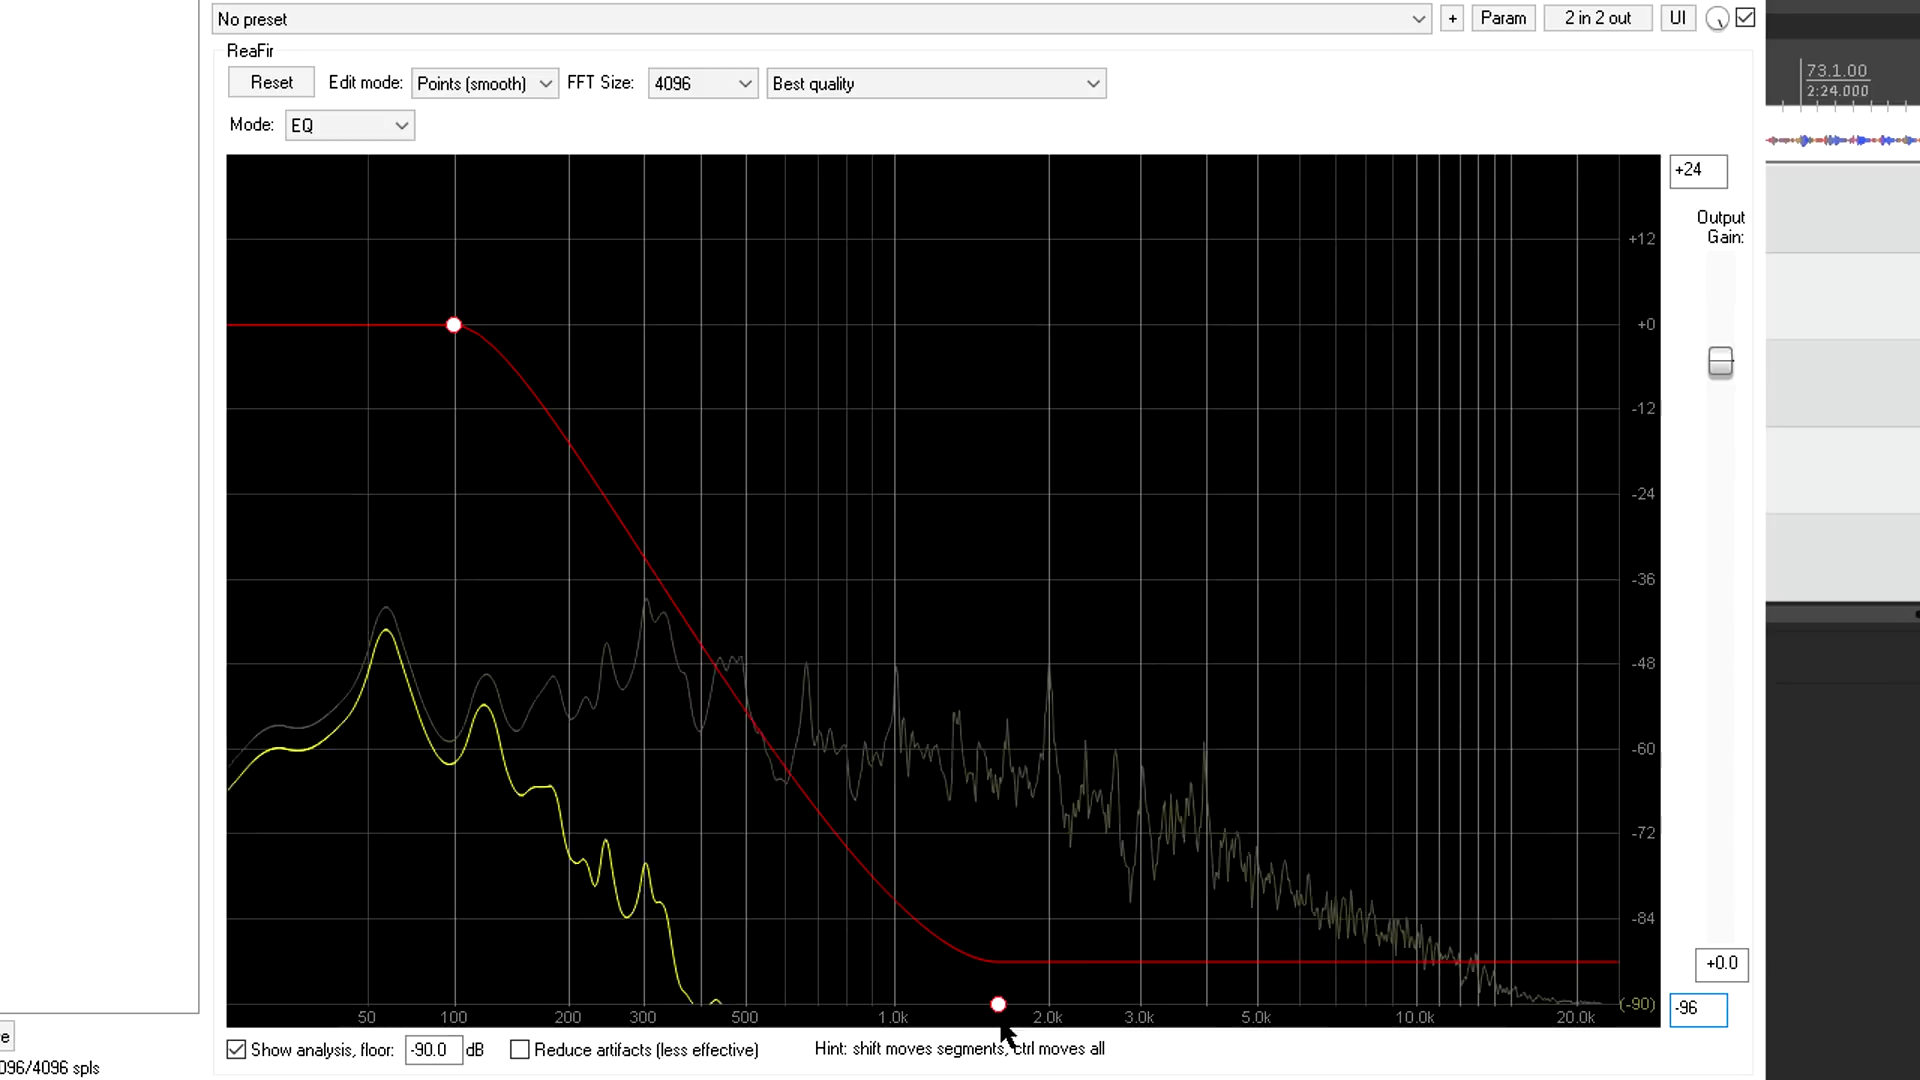 No preset
+
Param
2 in 2 out
UI
ReaFir
Reset
Edit mode: Points (smooth)
FFT Size: 4096
Best quality
Mode: EQ
73.1.00
2:24.000
+24
Output
Gain:
+12
+0
-12
-24
-36
-48
-60
-72
-84
+0.0
(-90)
-96
50 100 200 300 500 1.0k 2.0k 3.0k 5.0k 10.0k 20.0k
Show analysis, floor: -90.0 dB
Reduce artifacts (less effective)
Hint: shift moves segments, ctrl moves all
e
096/4096 spls